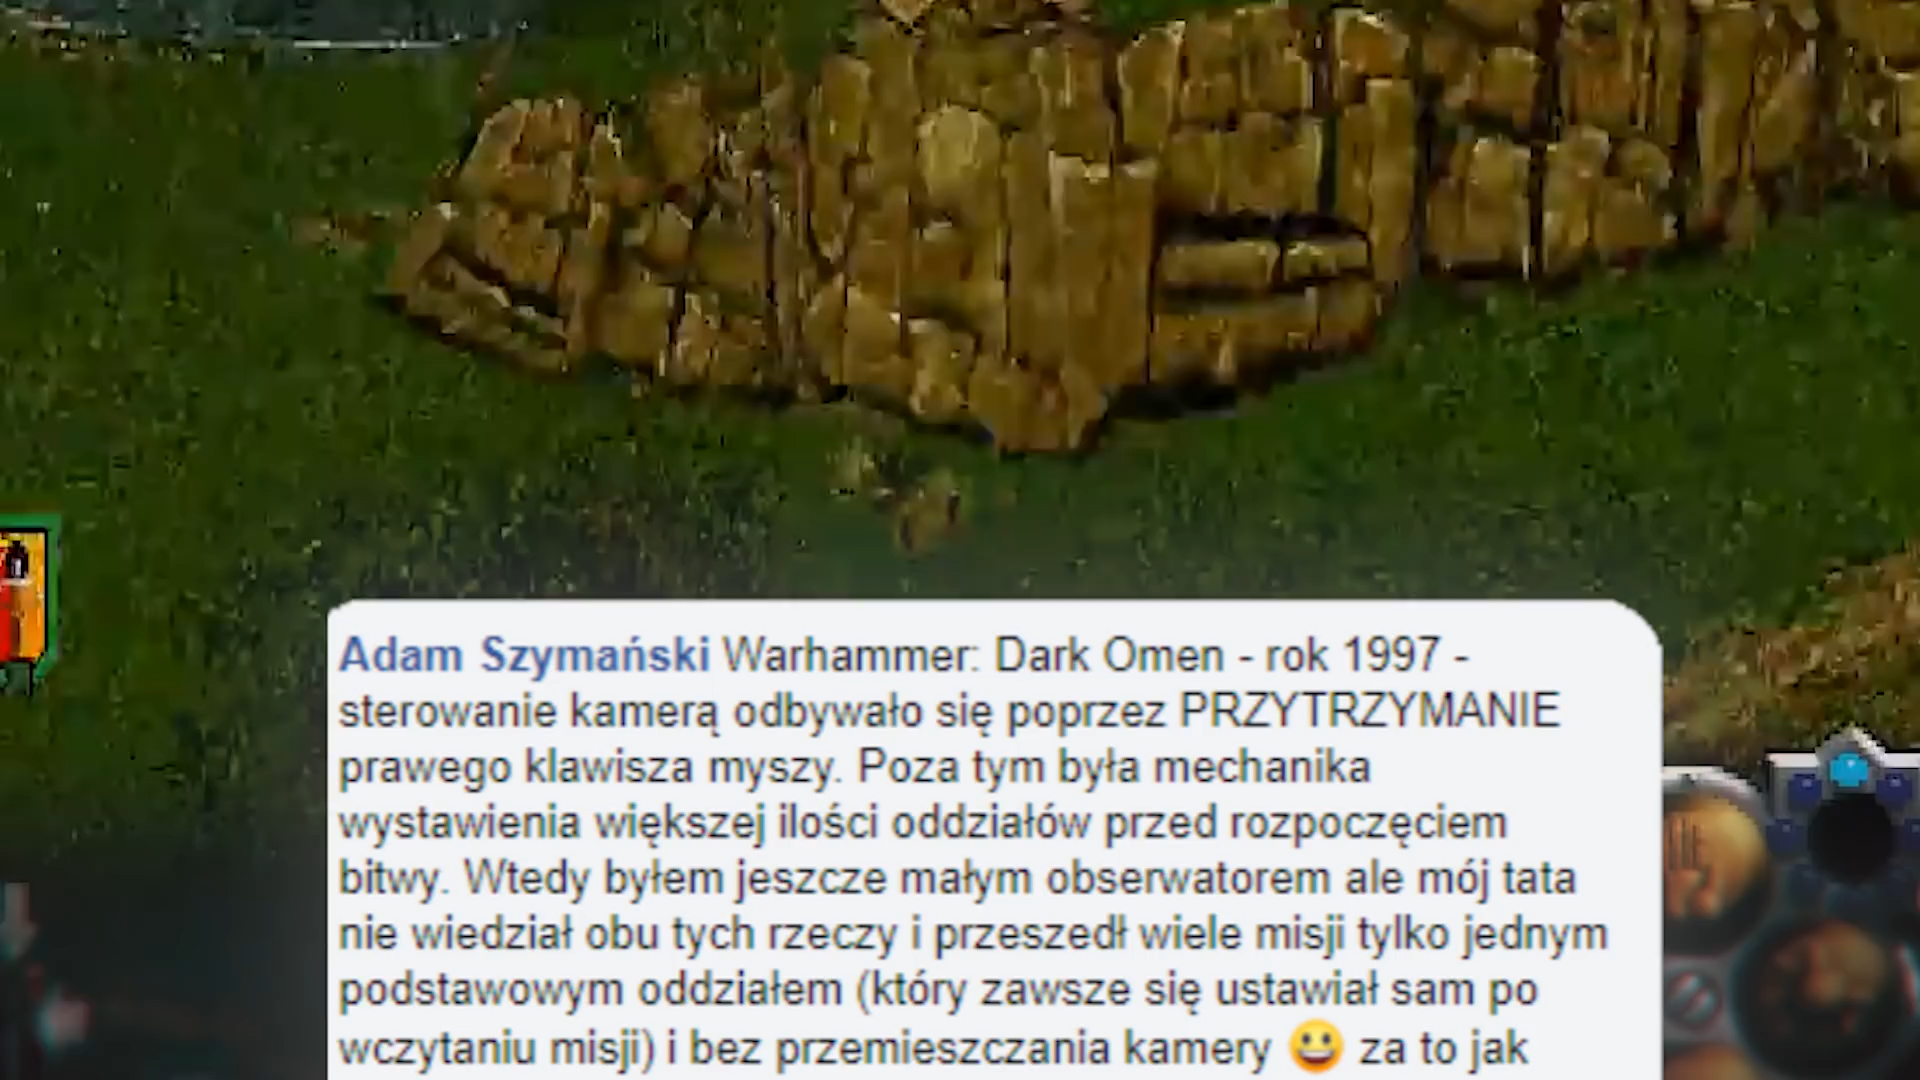 Adam Szymański Warhammer: Dark Omen - rok 1997 -
sterowanie kamerą odbywało się poprzez PRZYTRZYMANIE
prawego klawisza myszy. Poza tym była mechanika
wystawienia większej ilości oddziałów przed rozpoczęciem
bitwy. Wtedy byłem jeszcze małym obserwatorem ale mój tata
nie wiedział obu tych rzeczy i przeszedł wiele misji tylko jednym
podstawowym oddziałem (który zawsze się ustawiał sam po
wczytaniu misji) i bez przemieszczania kamery 😀 za to jak